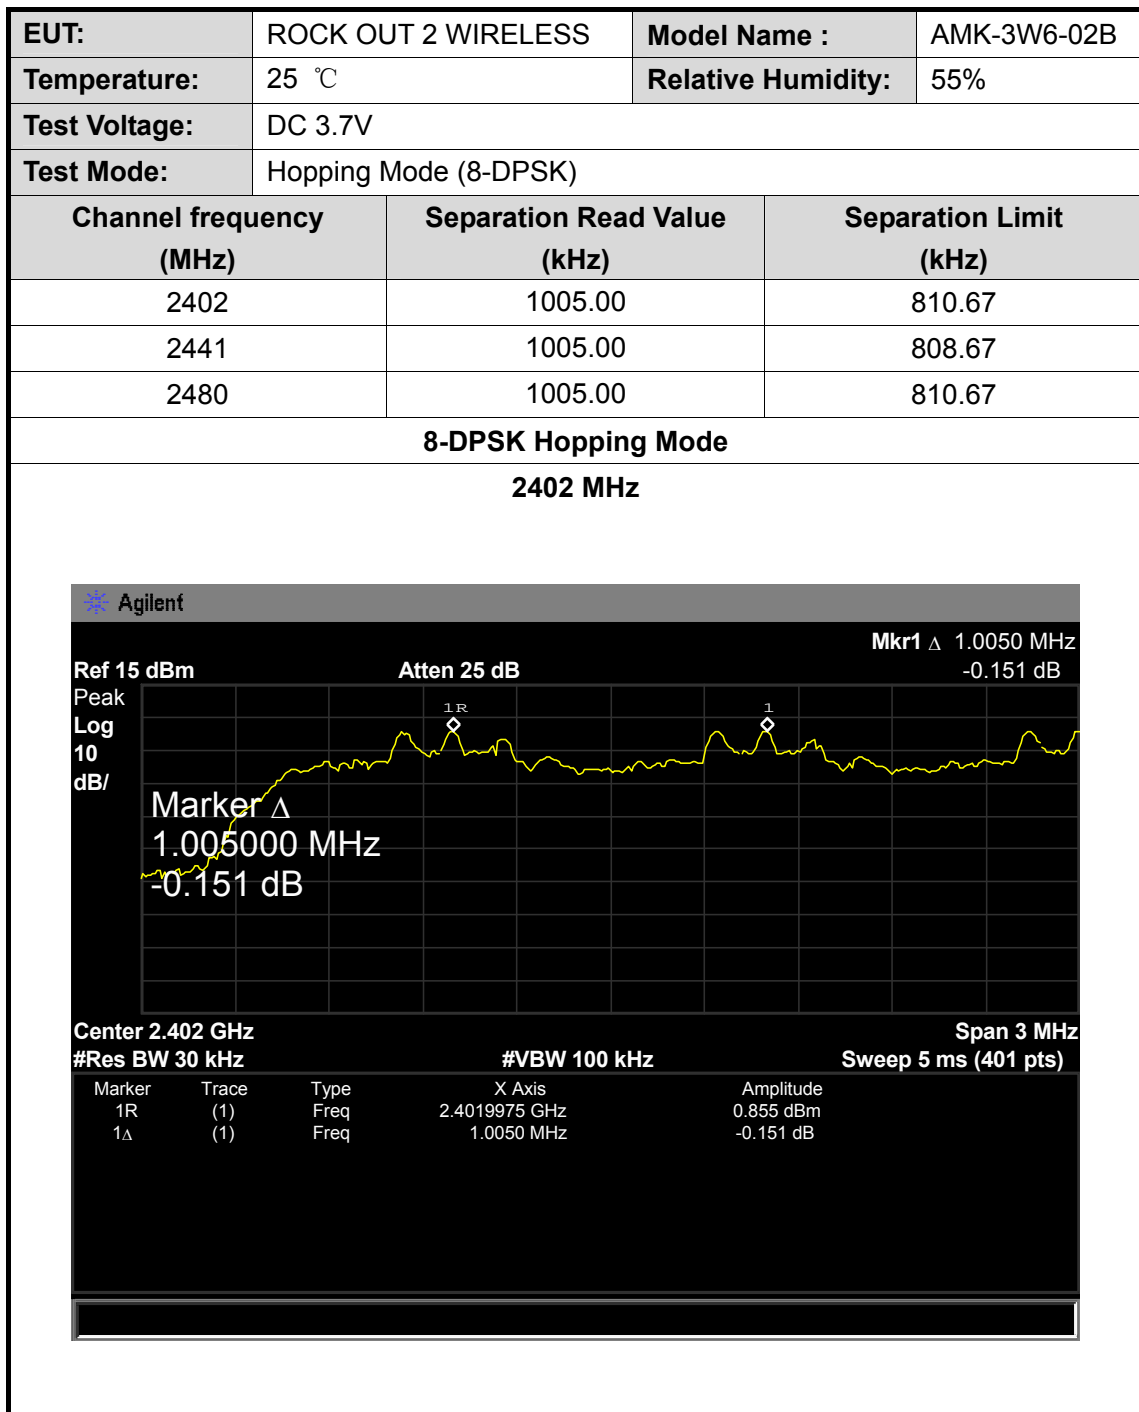 EUT: ROCK OUT 2 WIRELESS Model Name : AMK-3W6-02B
Temperature: 25 ℃ Relative Humidity: 55%
Test Voltage: DC 3.7V
Test Mode: Hopping Mode (8-DPSK)
Channel frequency Separation Read Value Separation Limit
(MHz) (kHz) (kHz)
2402 1005.00 810.67
2441 1005.00 808.67
2480 1005.00 810.67
8-DPSK Hopping Mode
2402 MHz
Agilent
Mkr1 Δ 1.0050 MHz
Ref 15 dBm Atten 25 dB -0.151 dB
Peak
Log
10
dB/
1R 1
Marker Δ
1.005000 MHz
-0.151 dB
Center 2.402 GHz Span 3 MHz
#Res BW 30 kHz #VBW 100 kHz Sweep 5 ms (401 pts)
Marker Trace Type X Axis Amplitude
1R (1) Freq 2.4019975 GHz 0.855 dBm
1Δ (1) Freq 1.0050 MHz -0.151 dB